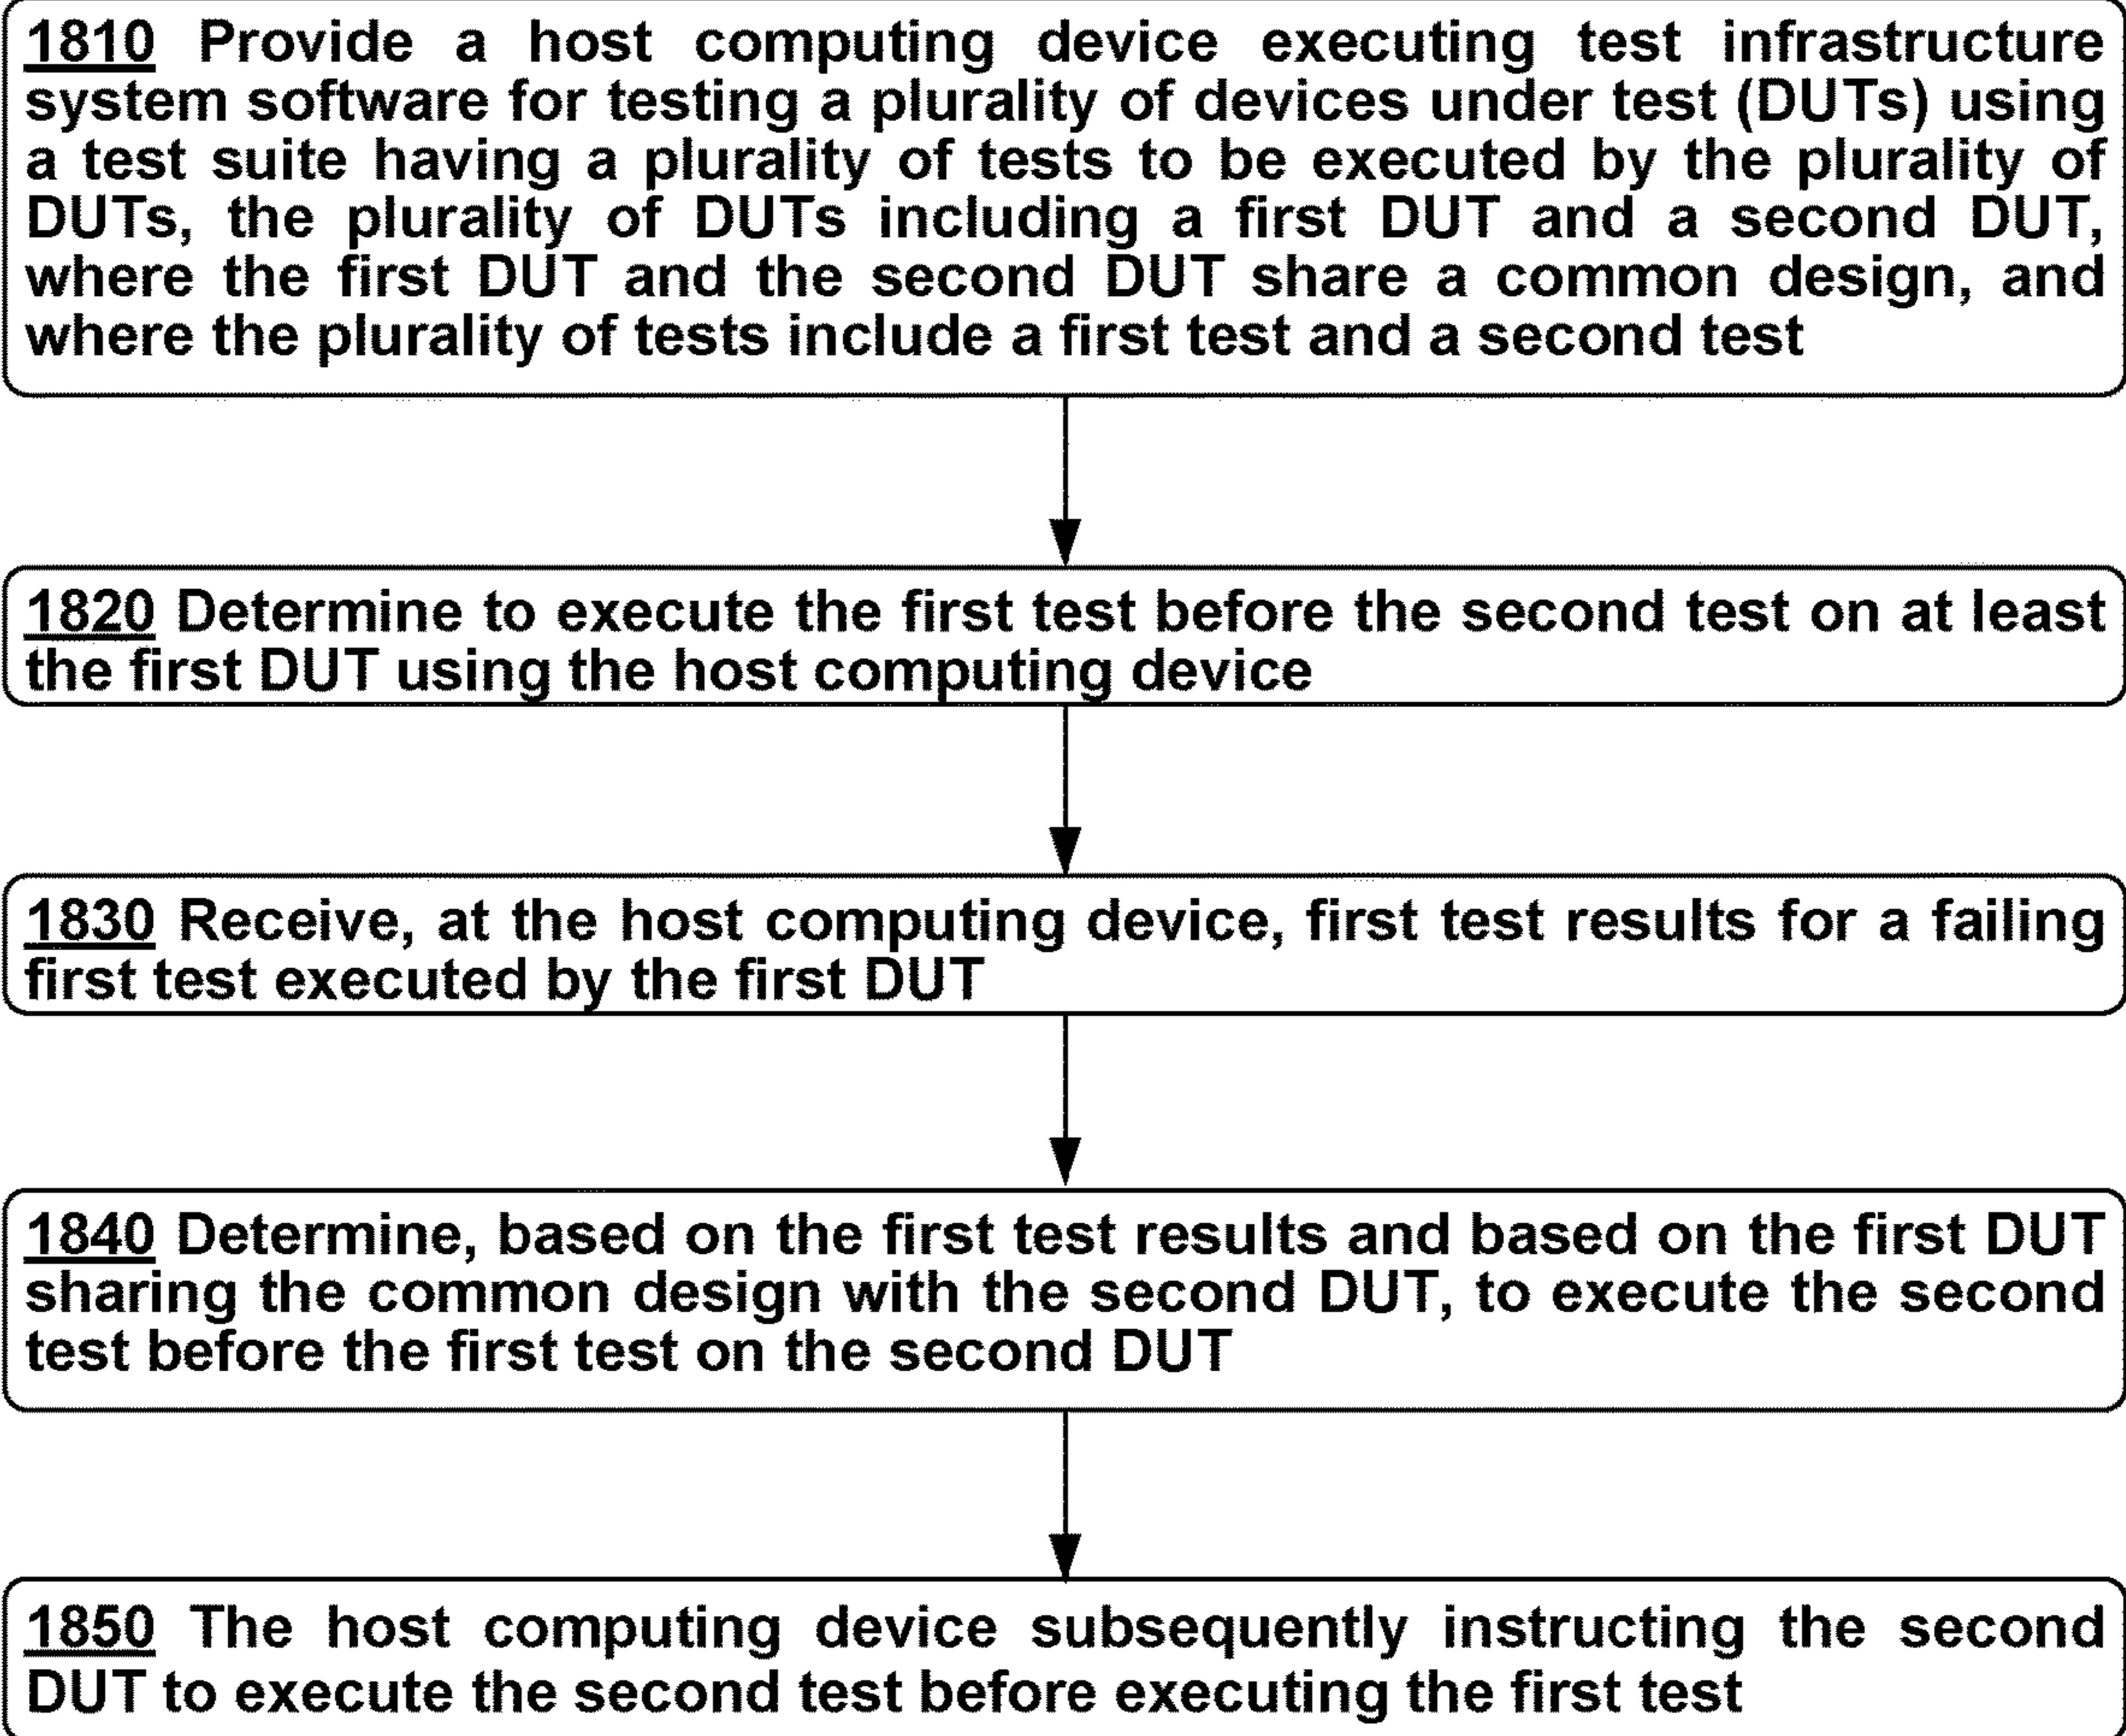 1810 Provide a host computing device executing test infrastructure
system software for testing a plurality of devices under test (DUTs) using
a test suite having a plurality of tests to be executed by the plurality of
DUTs, the plurality of DUTs including a first DUT and a second DUT,
where the first DUT and the second DUT share a common design, and
where the plurality of tests include a first test and a second test
1820 Determine to execute the first test before the second test on at least
the first DUT using the host computing device
1830 Receive, at the host computing device, first test results for a failing
first test executed by the first DUT
1840 Determine, based on the first test results and based on the first DUT
sharing the common design with the second DUT, to execute the second
test before the first test on the second DUT
1850 The host computing device subsequently instructing the second
DUT to execute the second test before executing the first test